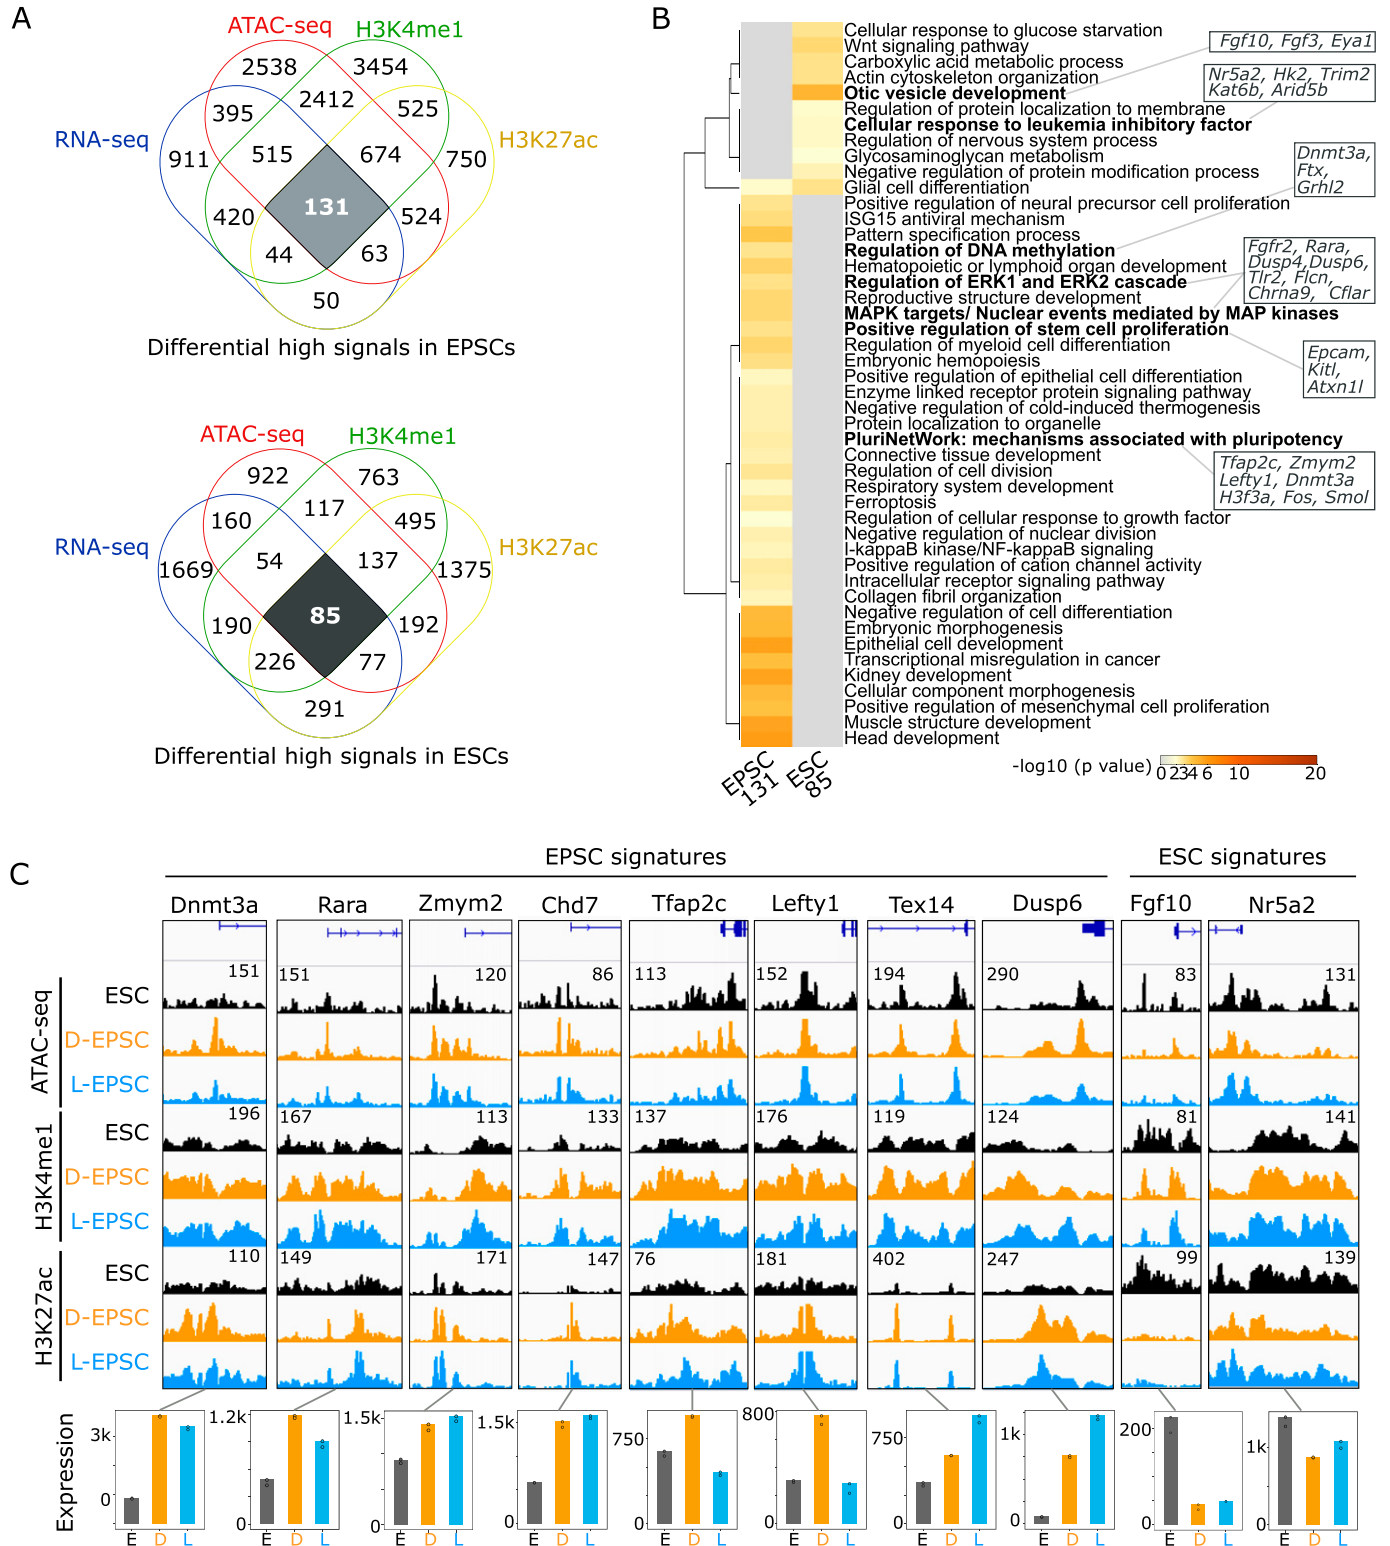 A
ATAC-seq
H3K4me1
RNA-seq
H3K27ac
2538
3454
395
2412
525
911
515
674
750
131
420
524
44
63
50
Differential high signals in EPSCs
ATAC-seq
H3K4me1
RNA-seq
H3K27ac
922
763
160
117
495
1669
54
137
1375
85
190
192
226
77
291
Differential high signals in ESCs
B
Cellular response to glucose starvation
Wnt signaling pathway
Carboxylic acid metabolic process
Actin cytoskeleton organization
Otic vesicle development
Regulation of protein localization to membrane
Cellular response to leukemia inhibitory factor
Regulation of nervous system process
Glycosaminoglycan metabolism
Negative regulation of protein modification process
Glial cell differentiation
Positive regulation of neural precursor cell proliferation
ISG15 antiviral mechanism
Pattern specification process
Regulation of DNA methylation
Hematopoietic or lymphoid organ development
Regulation of ERK1 and ERK2 cascade
Reproductive structure development
MAPK targets/ Nuclear events mediated by MAP kinases
Positive regulation of stem cell proliferation
Regulation of myeloid cell differentiation
Embryonic hemopoiesis
Positive regulation of epithelial cell differentiation
Enzyme linked receptor protein signaling pathway
Negative regulation of cold-induced thermogenesis
Protein localization to organelle
PluriNetWork: mechanisms associated with pluripotency
Connective tissue development
Regulation of cell division
Respiratory system development
Ferroptosis
Regulation of cellular response to growth factor
Negative regulation of nuclear division
I-kappaB kinase/NF-kappaB signaling
Positive regulation of cation channel activity
Intracellular receptor signaling pathway
Collagen fibril organization
Negative regulation of cell differentiation
Embryonic morphogenesis
Epithelial cell development
Transcriptional misregulation in cancer
Kidney development
Cellular component morphogenesis
Positive regulation of mesenchymal cell proliferation
Muscle structure development
Head development
Fgf10, Fgf3, Eya1
Nr5a2, Hk2, Trim2
Kat6b, Arid5b
Dnmt3a,
Ftx,
Grhl2
Fgfr2, Rara,
Dusp4,Dusp6,
Tlr2, Flcn,
Chrna9, Cflar
Epcam,
Kitl,
Atxn1l
Tfap2c, Zmym2
Lefty1, Dnmt3a
H3f3a, Fos, Smol
EPSC
131
ESC
85
-log10 (p value)
0 2 3 4 6 10 20
C
EPSC signatures
ESC signatures
Dnmt3a Rara Zmym2 Chd7 Tfap2c Lefty1 Tex14 Dusp6 Fgf10 Nr5a2
ATAC-seq
ESC
151 151 120 86 113 152 194 290 83 131
D-EPSC
L-EPSC
H3K4me1
ESC
196 167 113 133 137 176 119 124 81 141
D-EPSC
L-EPSC
H3K27ac
ESC
110 149 171 147 76 181 402 247 99 139
D-EPSC
L-EPSC
Expression
3k
0
E D L
1.2k
0
E D L
1.5k
0
E D L
1.5k
0
E D L
750
0
E D L
800
0
E D L
750
0
E D L
1k
0
E D L
200
0
E D L
1k
0
E D L